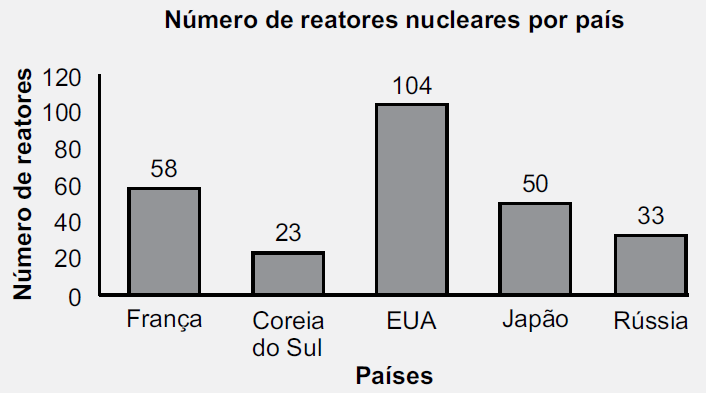 Número de reatores nucleares por país
Número de reatores
120
100
80
60
40
20
0
58
23
104
50
33
França
Coreia
do Sul
EUA
Japão
Rússia
Países